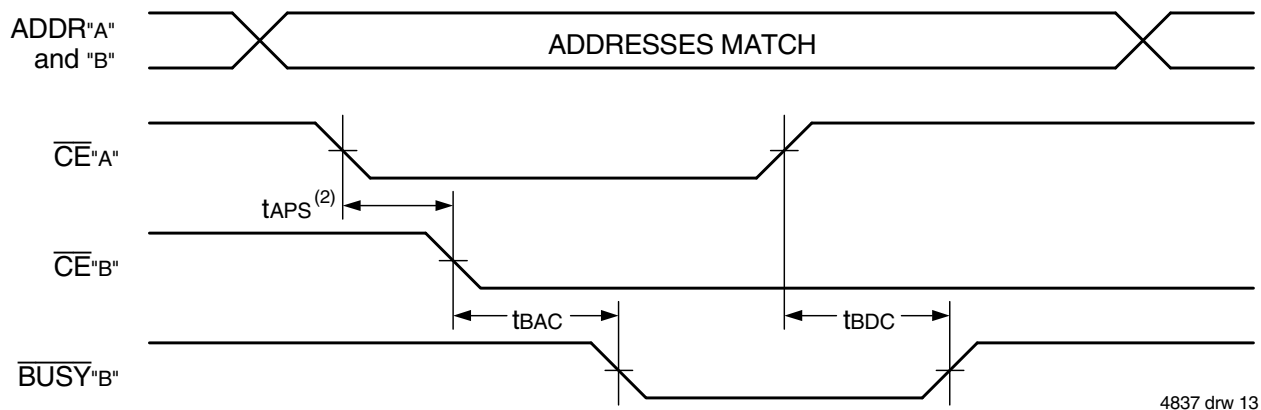 ADDR"A"
and "B"
ADDRESSES MATCH
CE"A"
tAPS(2)
CE"B"
tBAC
tBDC
BUSY"B"
4837 drw 13